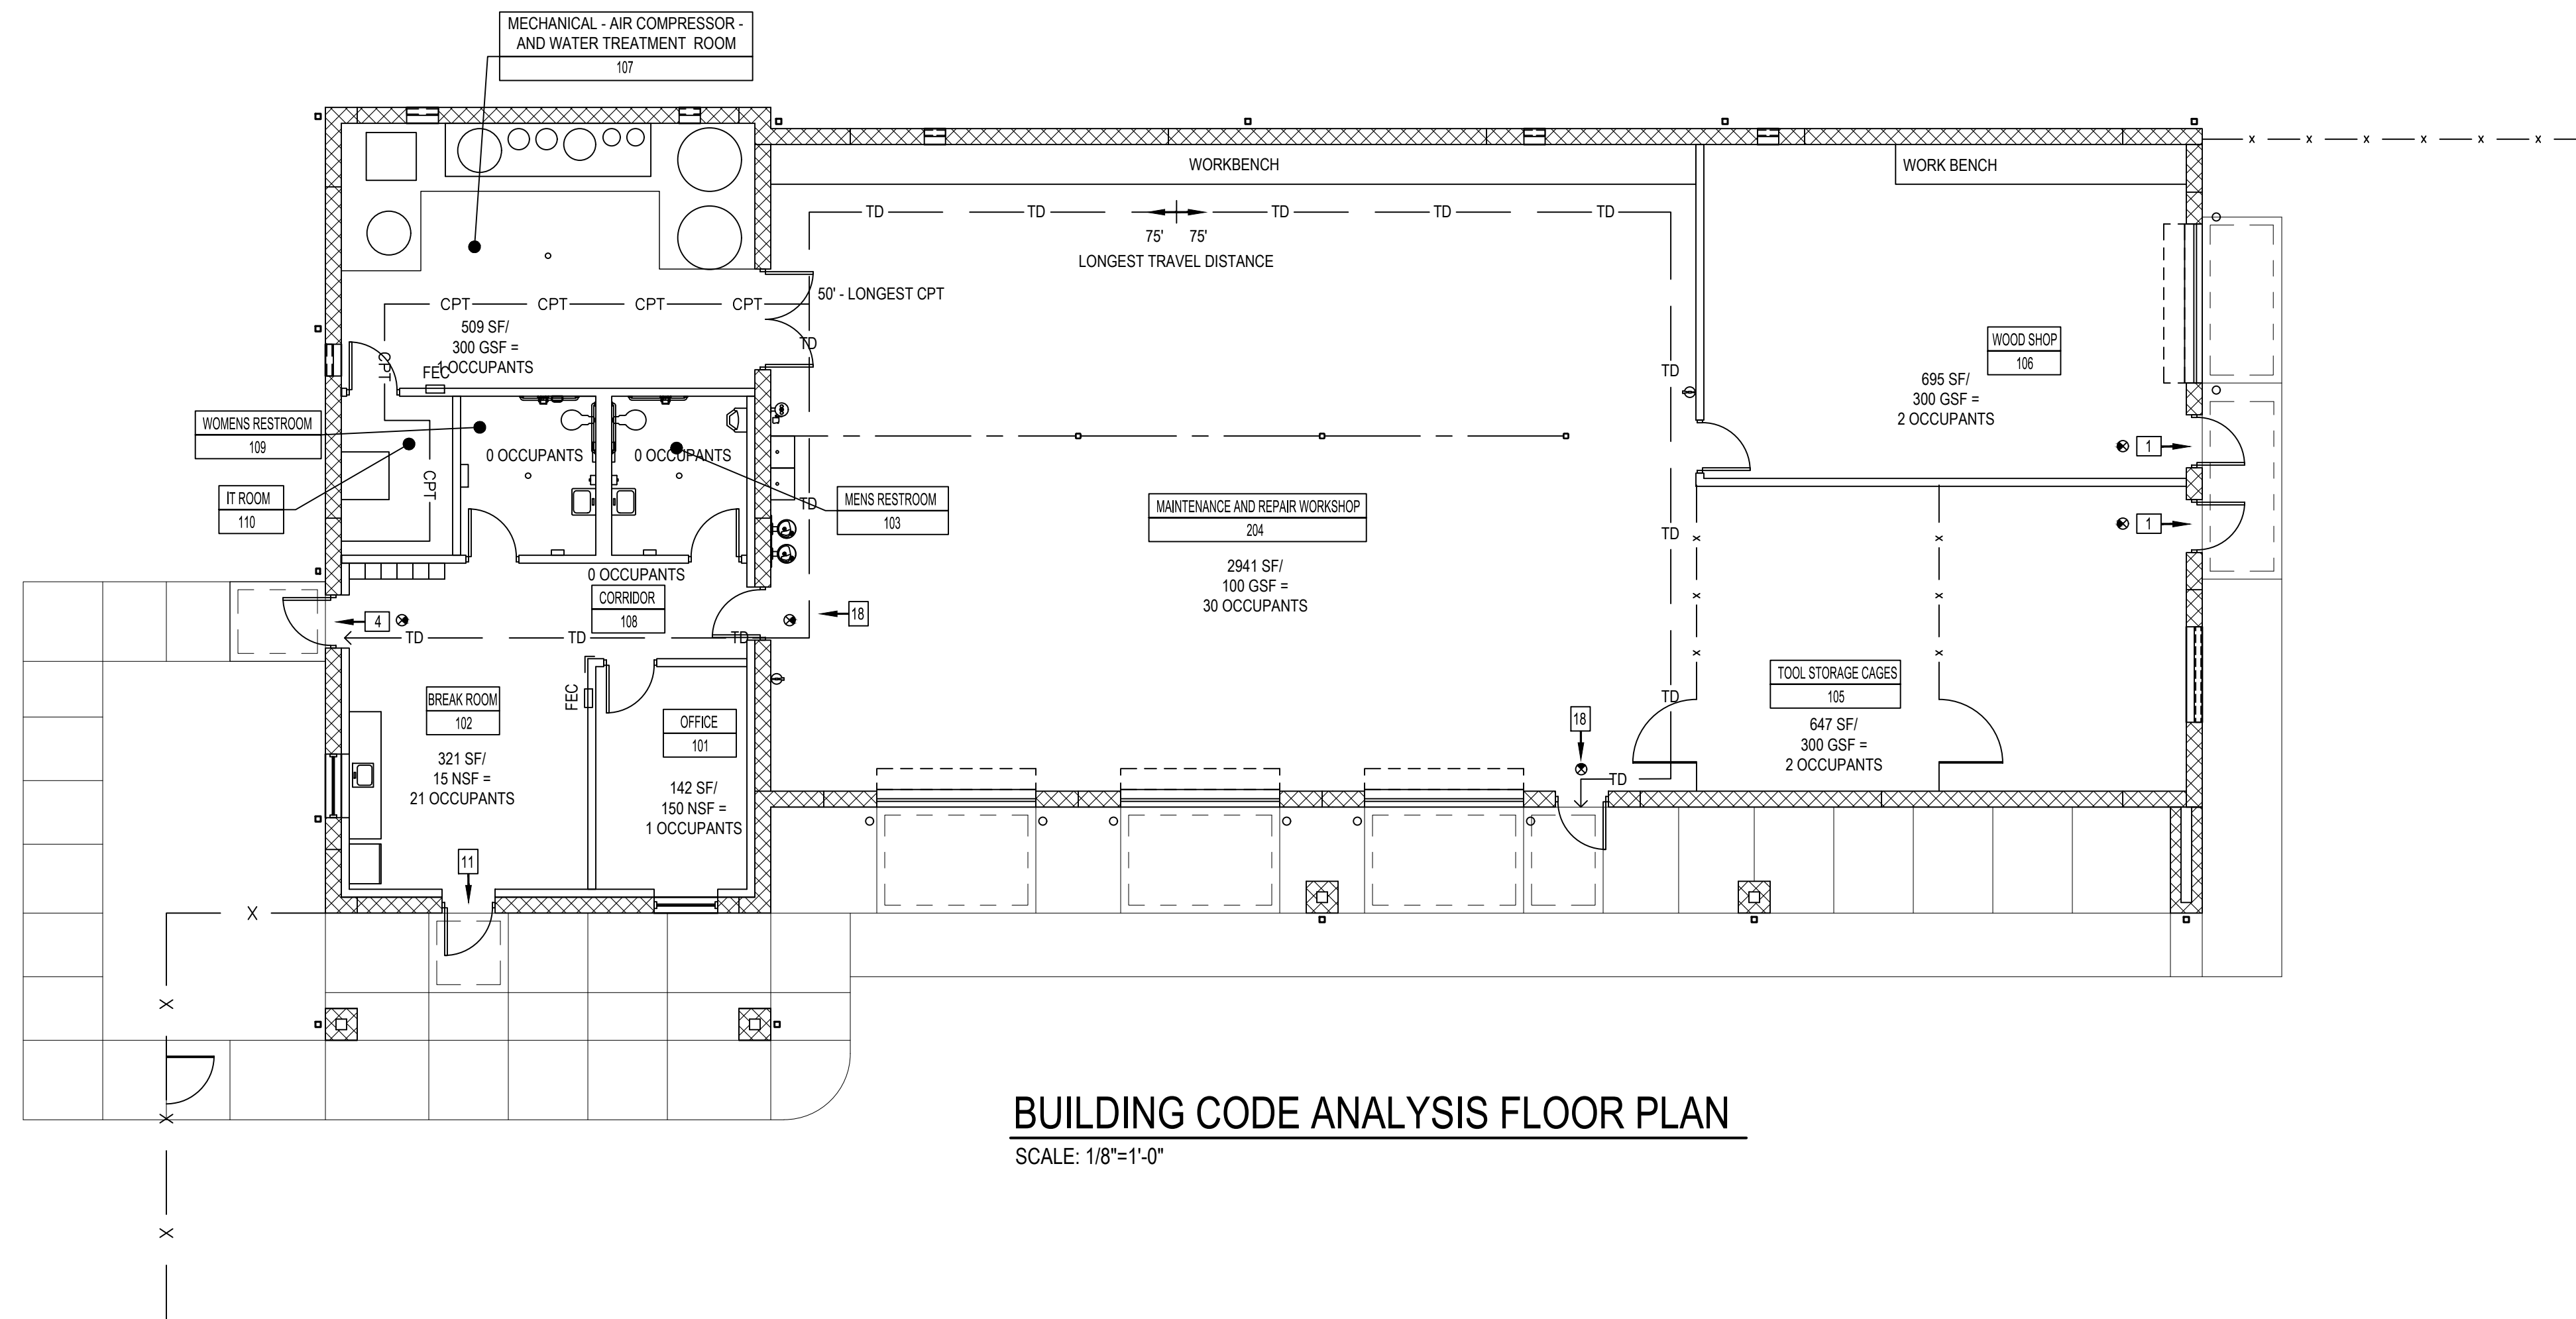 MECHANICAL - AIR COMPRESSOR -
AND WATER TREATMENT ROOM
107
WORKBENCH
WORK BENCH
TD
TD
TD
TD
TD
75'
75'
LONGEST TRAVEL DISTANCE
50' - LONGEST CPT
CPT
CPT
CPT
CPT
509 SF/
300 GSF =
1 OCCUPANTS
TD
CPT
FEC
TD
WOOD SHOP
106
695 SF/
300 GSF =
2 OCCUPANTS
WOMENS RESTROOM
109
0 OCCUPANTS
0 OCCUPANTS
1
CPT
IT ROOM
110
MENS RESTROOM
103
TD
MAINTENANCE AND REPAIR WORKSHOP
204
2941 SF/
100 GSF =
30 OCCUPANTS
TD
1
X
X
X
X
X
X
0 OCCUPANTS
CORRIDOR
108
4
18
TD
TD
TD
BREAK ROOM
102
321 SF/
15 NSF =
21 OCCUPANTS
FEC
OFFICE
101
142 SF/
150 NSF =
1 OCCUPANTS
TD
TOOL STORAGE CAGES
105
647 SF/
300 GSF =
2 OCCUPANTS
18
TD
11
X
X
X
X
X
X
X
X
X
X
BUILDING CODE ANALYSIS FLOOR PLAN
SCALE: 1/8"=1'-0"